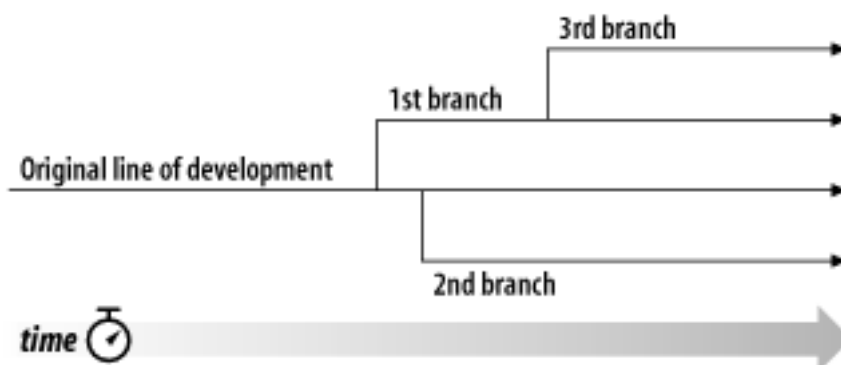 3rd branch
1st branch
Original line of development
2nd branch
time